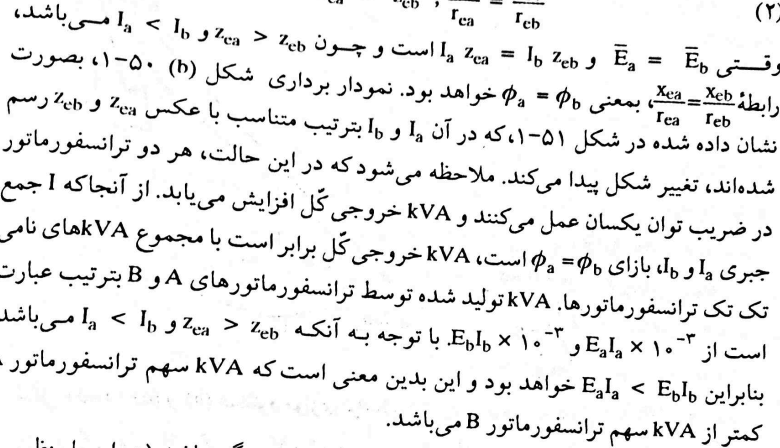 (۲) z_eb , /r_ea = /r_eb
وقتی Ē_a = Ē_b و I_a z_ea = I_b z_eb است و چون z_ea > z_eb و I_a < I_b می‌باشد،
رابطهٔ x_ea/r_ea = x_eb/r_eb، بمعنی ϕ_a = ϕ_b خواهد بود. نمودار برداری شکل (b) ۵۰-۱، بصورت
نشان داده شده در شکل ۵۱-۱، که در آن I_a و I_b بترتیب متناسب با عکس z_ea و z_eb رسم
شده‌اند، تغییر شکل پیدا می‌کند. ملاحظه می‌شود که در این حالت، هر دو ترانسفورماتور
در ضریب توان یکسان عمل می‌کنند و kVA خروجی کّل افزایش می‌یابد. از آنجاکه I جمع
جبری I_a و I_b، بازای ϕ_a = ϕ_b است، kVA خروجی کّل برابر است با مجموع kVAهای نامی
تک تک ترانسفورماتورها. kVA تولید شده توسط ترانسفورماتورهای A و B بترتیب عبارت
است از E_aI_a × ۱۰^-۳ و E_bI_b × ۱۰^-۳. با توجه به آنکه z_ea > z_eb و I_a < I_b می‌باشد
بنابراین E_aI_a < E_bI_b خواهد بود و این بدین معنی است که kVA سهم ترانسفورماتور A
کمتر از kVA سهم ترانسفورماتور B می‌باشد.